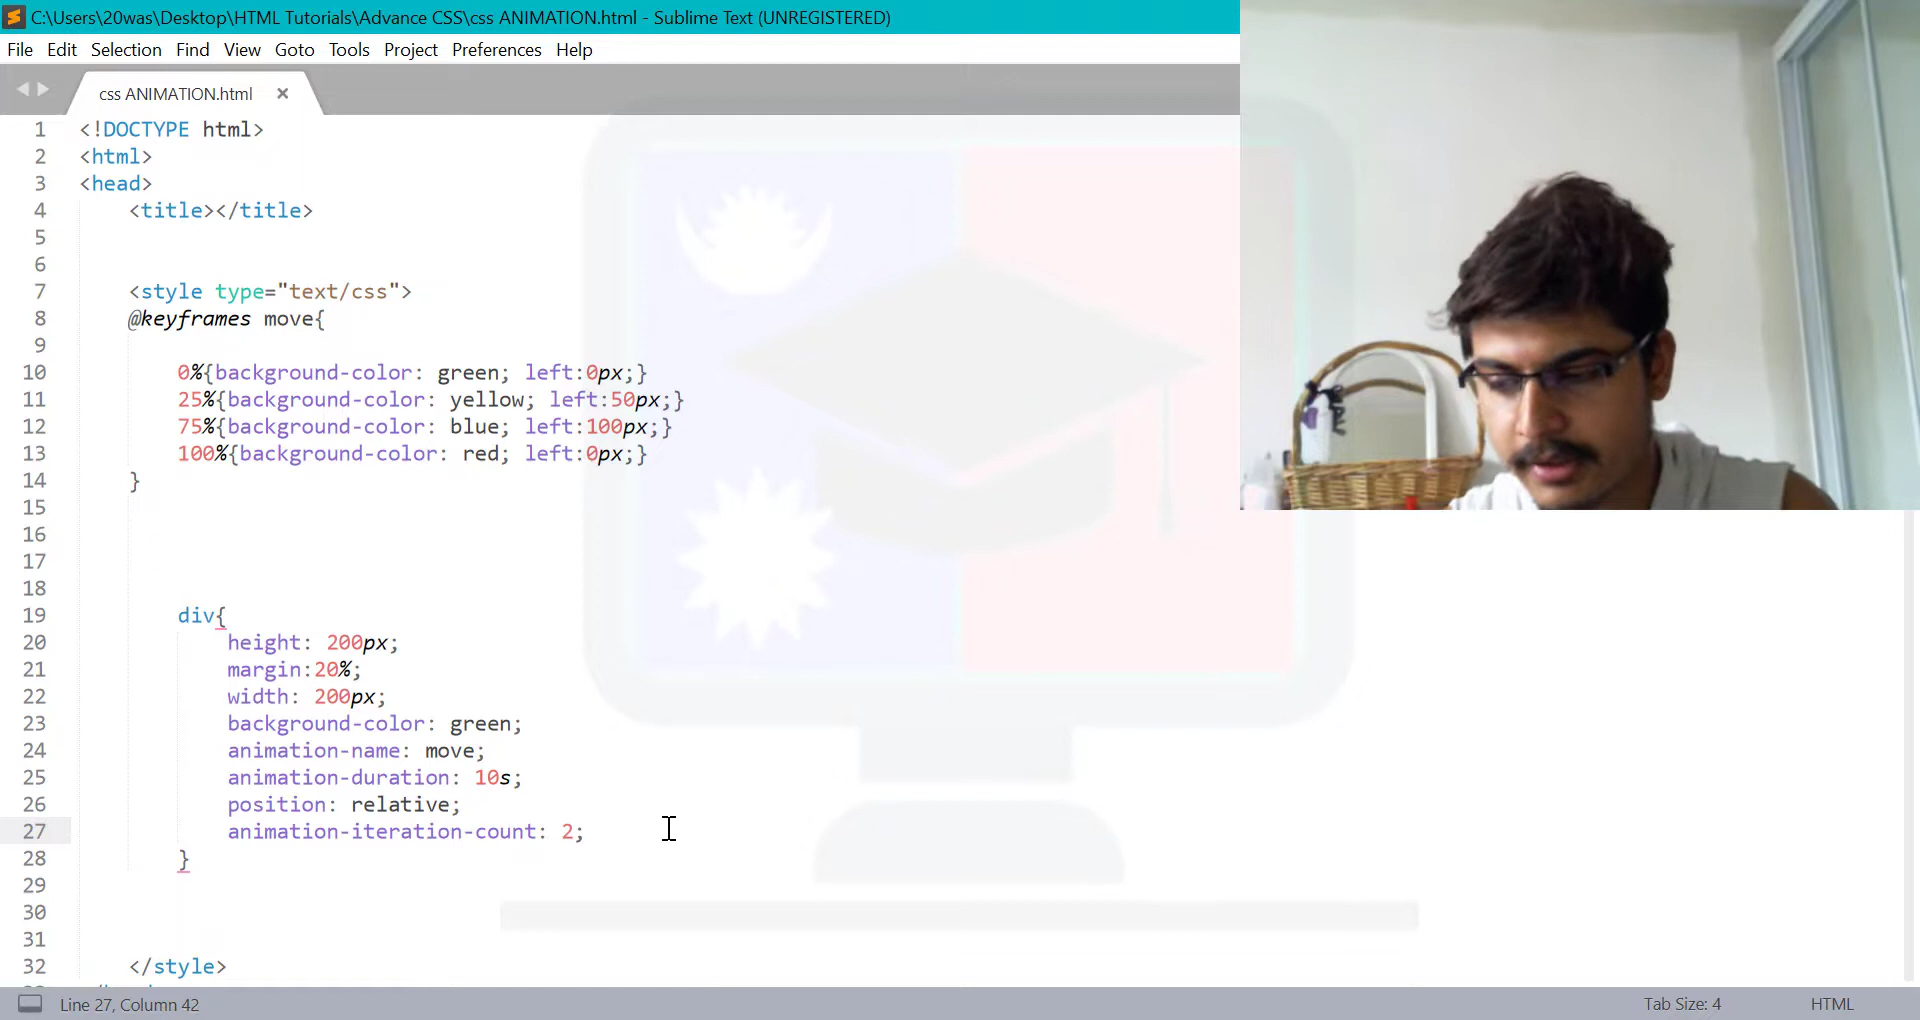 C:\Users\20was\Desktop\HTML Tutorials\Advance CSS\css ANIMATION.html - Sublime Text (UNREGISTERED)
File Edit Selection Find View Goto Tools Project Preferences Help
css ANIMATION.html ×
1 <!DOCTYPE html>
2 <html>
3 <head>
4 <title></title>
5
6
7 <style type="text/css">
8 @keyframes move{
9
10 0%{background-color: green; left:0px;}
11 25%{background-color: yellow; left:50px;}
12 75%{background-color: blue; left:100px;}
13 100%{background-color: red; left:0px;}
14 }
15
16
17
18
19 div{
20 height: 200px;
21 margin:20%;
22 width: 200px;
23 background-color: green;
24 animation-name: move;
25 animation-duration: 10s;
26 position: relative;
27 animation-iteration-count: 2;
28 }
29
30
31
32 </style>
Line 27, Column 42 Tab Size: 4 HTML